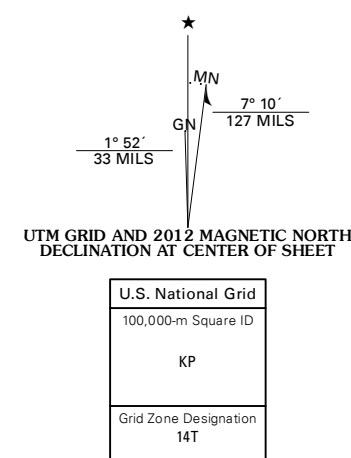 ★
MN
7° 10´
127 MILS
GN
1° 52´
33 MILS
UTM GRID AND 2012 MAGNETIC NORTH
DECLINATION AT CENTER OF SHEET
U.S. National Grid
100,000-m Square ID
KP
Grid Zone Designation
14T